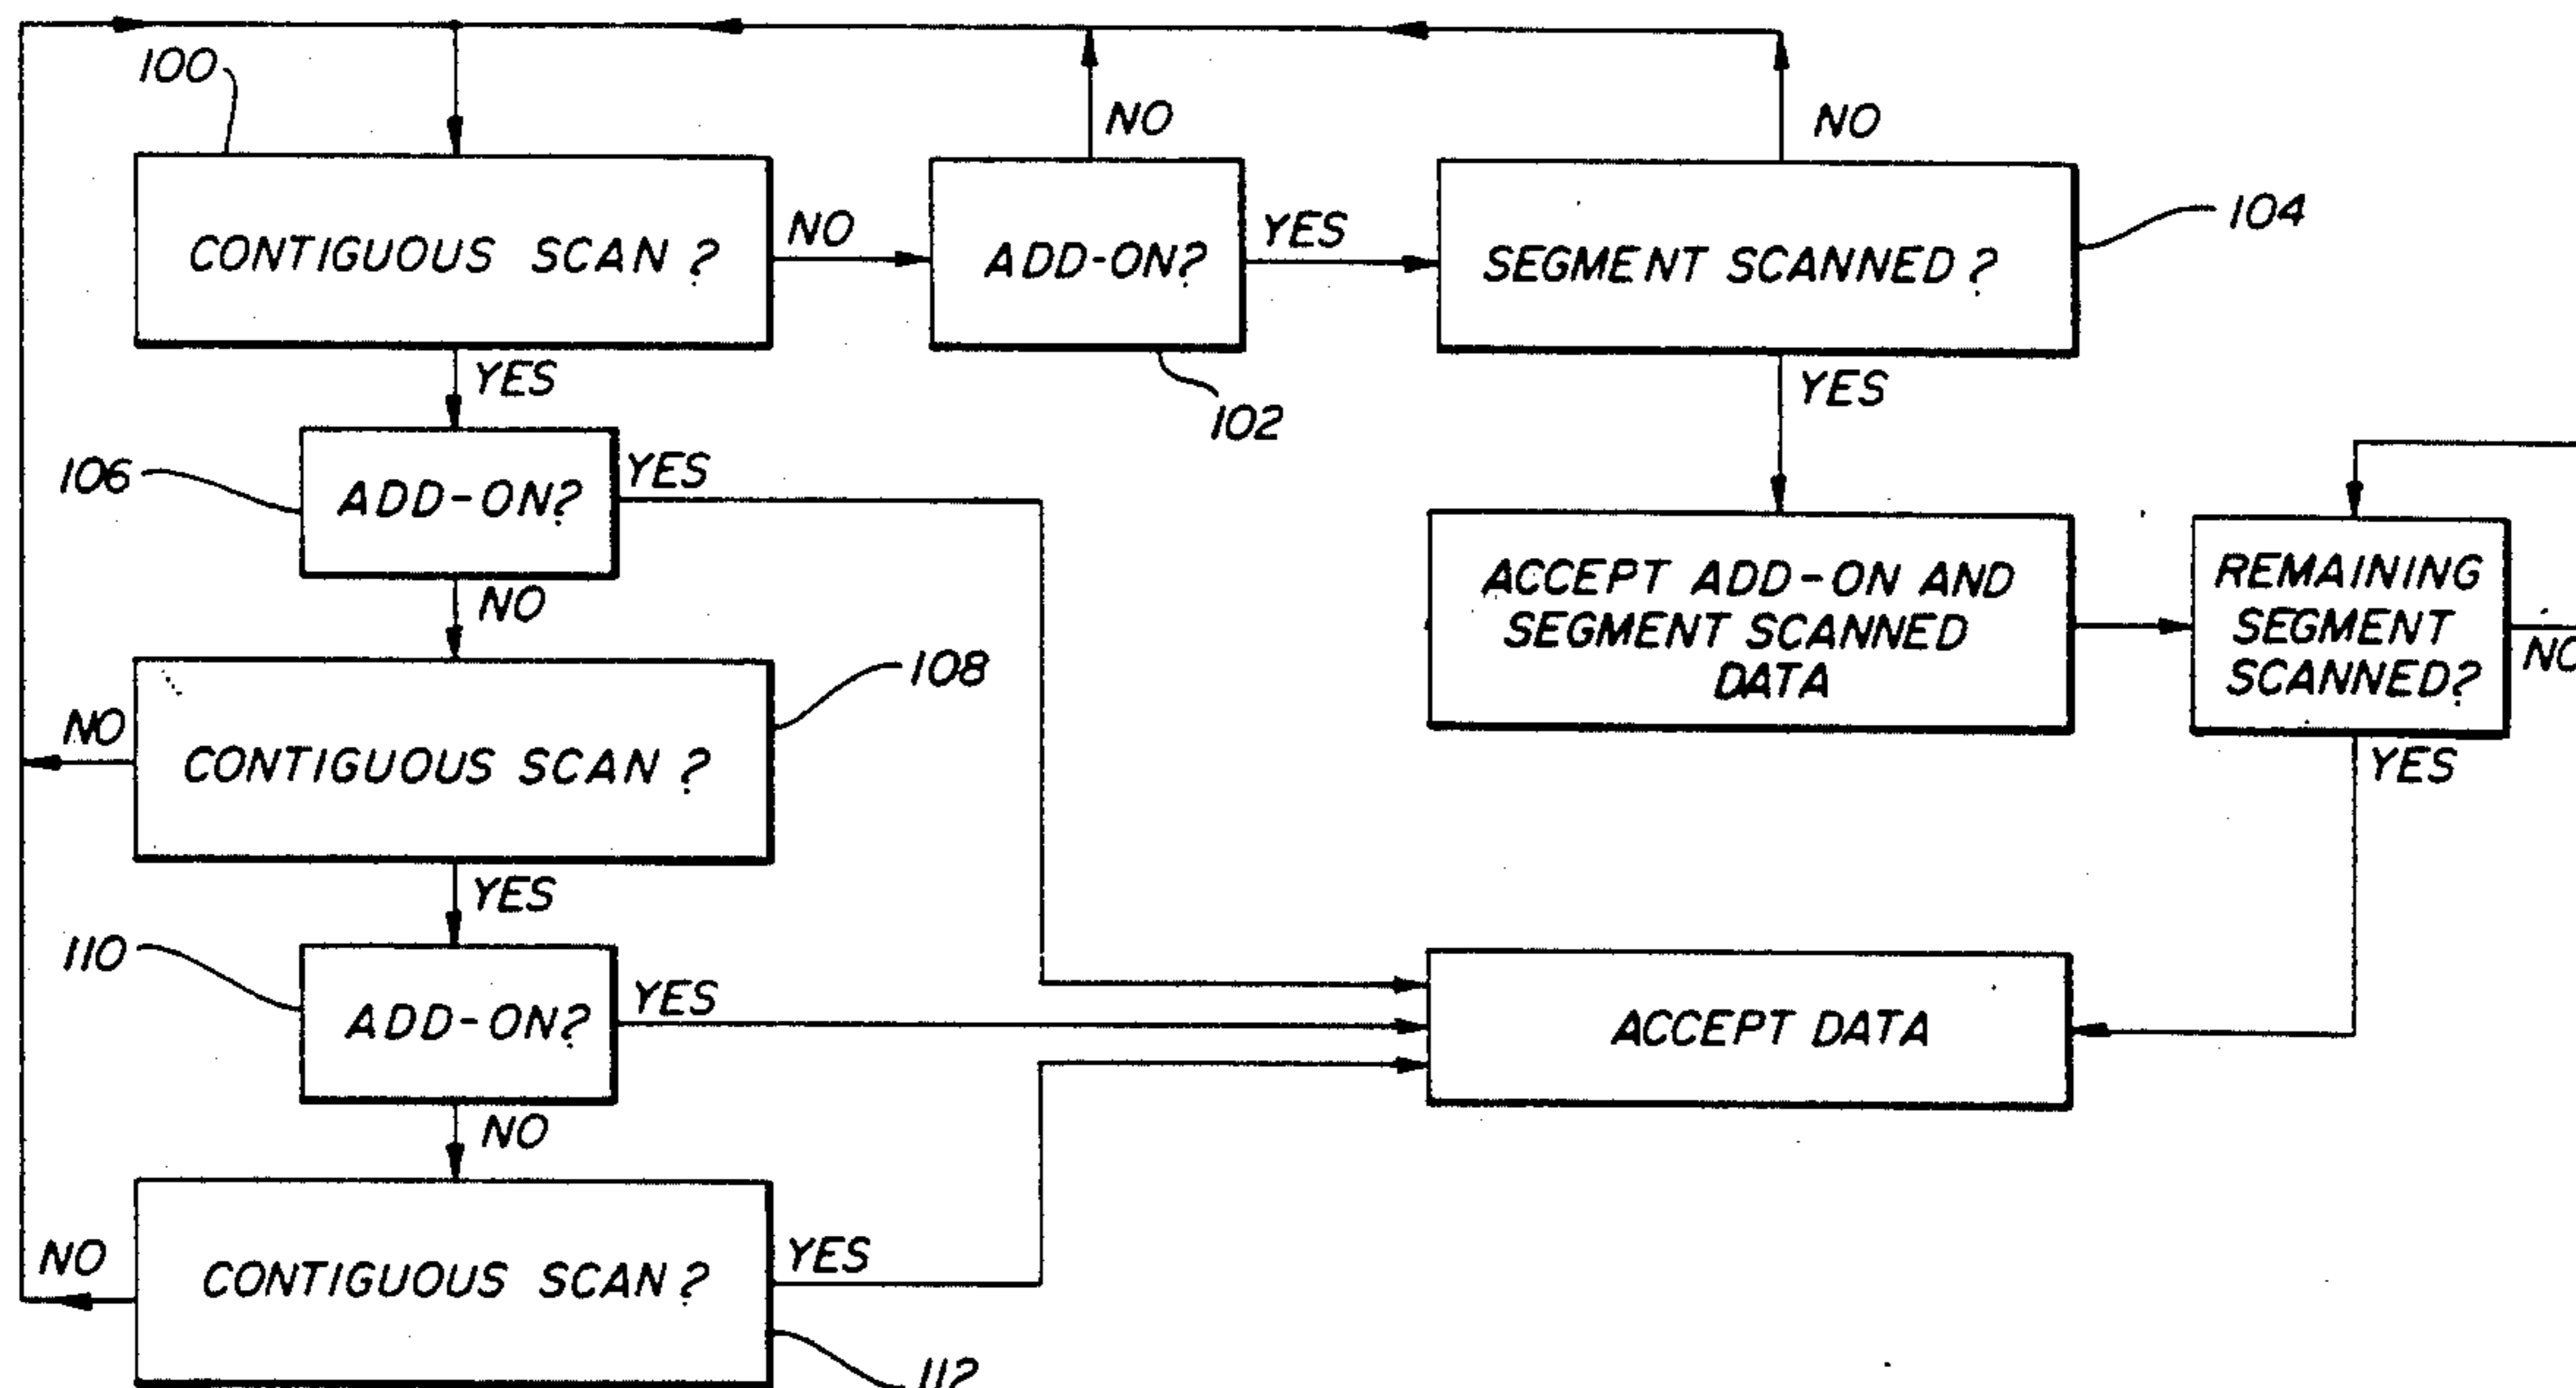 100
NO
NO
CONTIGUOUS SCAN?
NO
ADD-ON?
YES
SEGMENT SCANNED?
104
YES
102
YES
106
ADD-ON?
YES
NO
ACCEPT ADD-ON AND
SEGMENT SCANNED
DATA
REMAINING
SEGMENT
SCANNED?
NO
108
NO
CONTIGUOUS SCAN?
YES
YES
110
ADD-ON?
YES
ACCEPT DATA
NO
NO
CONTIGUOUS SCAN?
YES
112